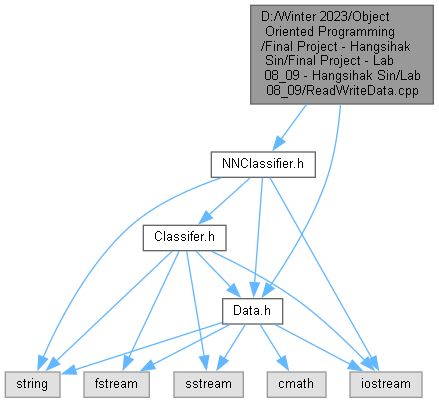 D:/Winter 2023/Object
Oriented Programming
/Final Project - Hangsihak
Sin/Final Project - Lab
08_09 - Hangsihak Sin/Lab
08_09/ReadWriteData.cpp
NNClassifier.h
Classifer.h
Data.h
string
fstream
sstream
cmath
iostream